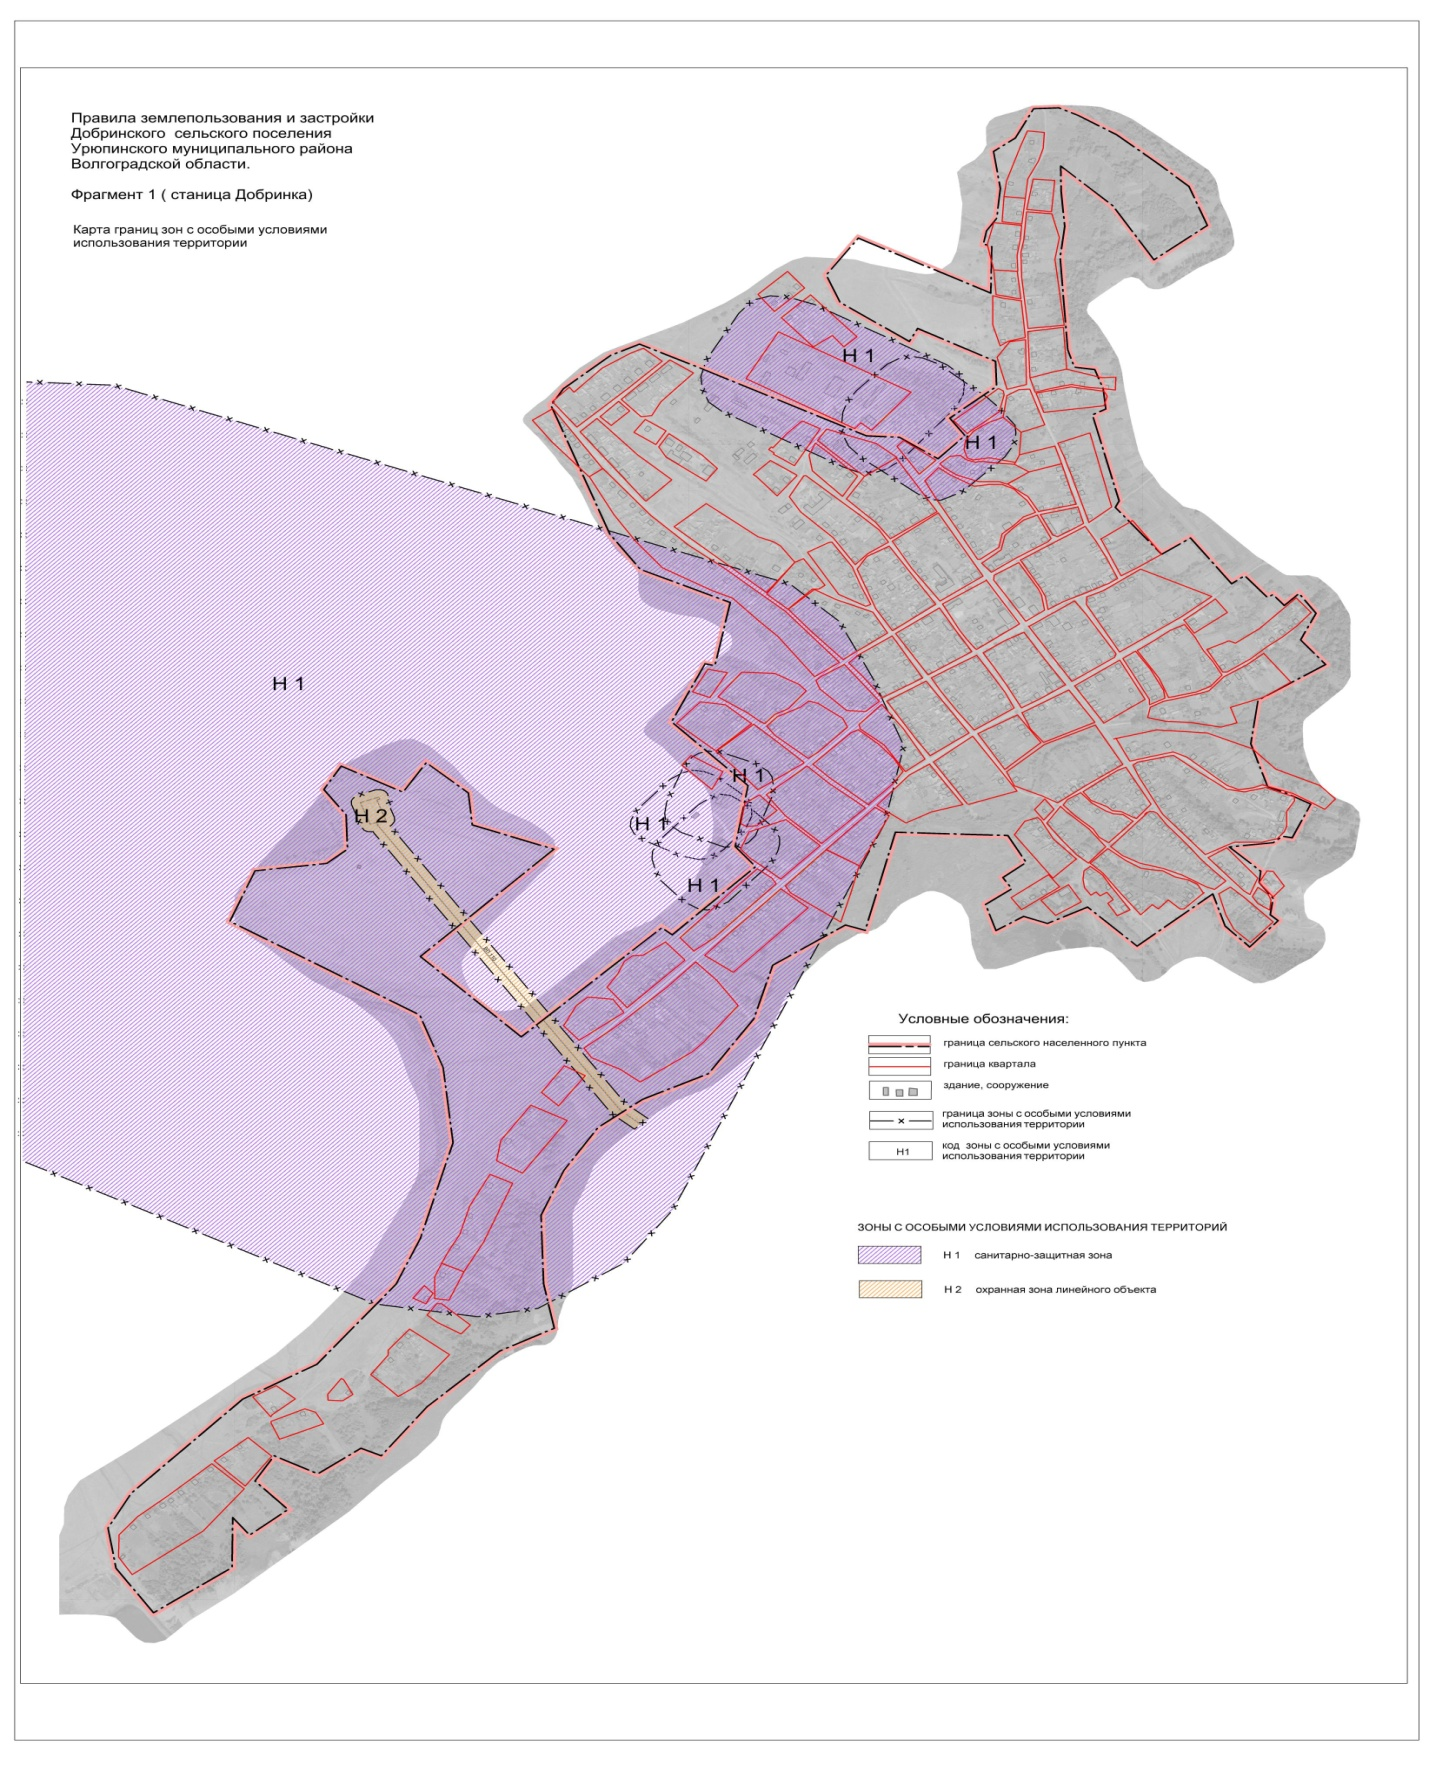 Правила землепользования и застройки
Добринского сельского поселения
Урюпинского муниципального района
Волгоградской области.
Фрагмент 1 ( станица Добринка)
Карта границ зон с особыми условиями
использования территории
Н 1
Н 1
Н 1
Н 1
Н 1
Н 2
Н 1
Условные обозначения:
граница сельского населенного пункта
граница квартала
здание, сооружение
граница зоны с особыми условиями
использования территории
Н1
код зоны с особыми условиями
использования территории
ЗОНЫ С ОСОБЫМИ УСЛОВИЯМИ ИСПОЛЬЗОВАНИЯ ТЕРРИТОРИЙ
Н 1 санитарно-защитная зона
Н 2 охранная зона линейного объекта